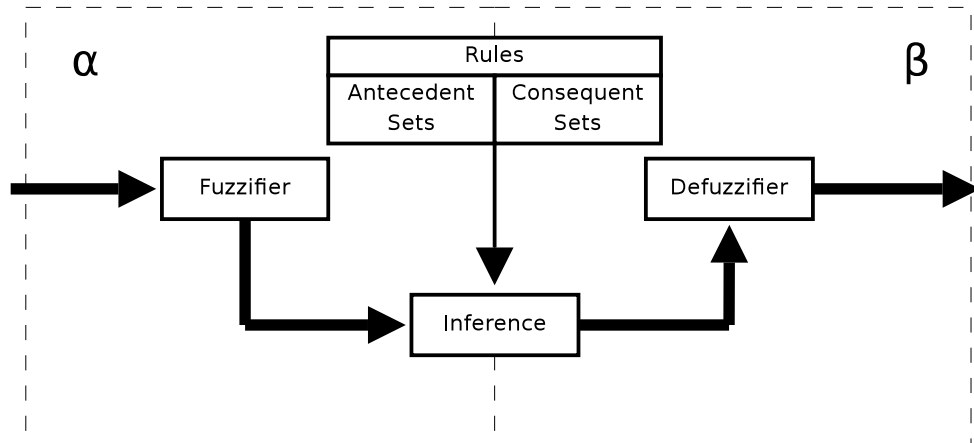 α
β
Rules
Antecedent
Sets
Consequent
Sets
Fuzzifier
Defuzzifier
Inference